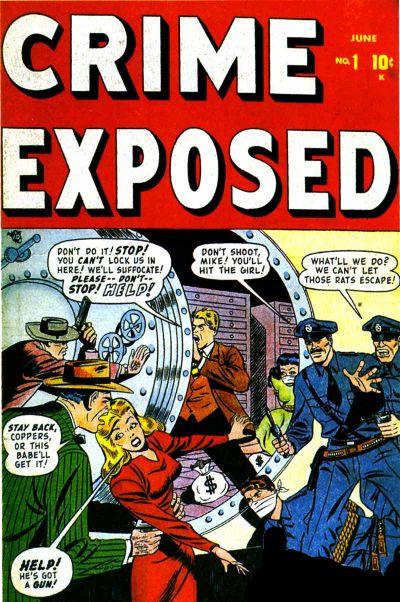 CRIME
EXPOSED
JUNE
NO. 1 10¢
K
DON'T DO IT! STOP!
YOU CAN'T LOCK US IN
HERE! WE'LL SUFFOCATE!
PLEASE--DON'T--
STOP! HELP!
DON'T SHOOT,
MIKE! YOU'LL
HIT THE GIRL!
WHAT'LL WE DO?
WE CAN'T LET
THOSE RATS ESCAPE!
STAY BACK,
COPPERS,
OR THIS
BABE'LL
GET IT!
HELP!
HE'S GOT
A GUN!
$
$